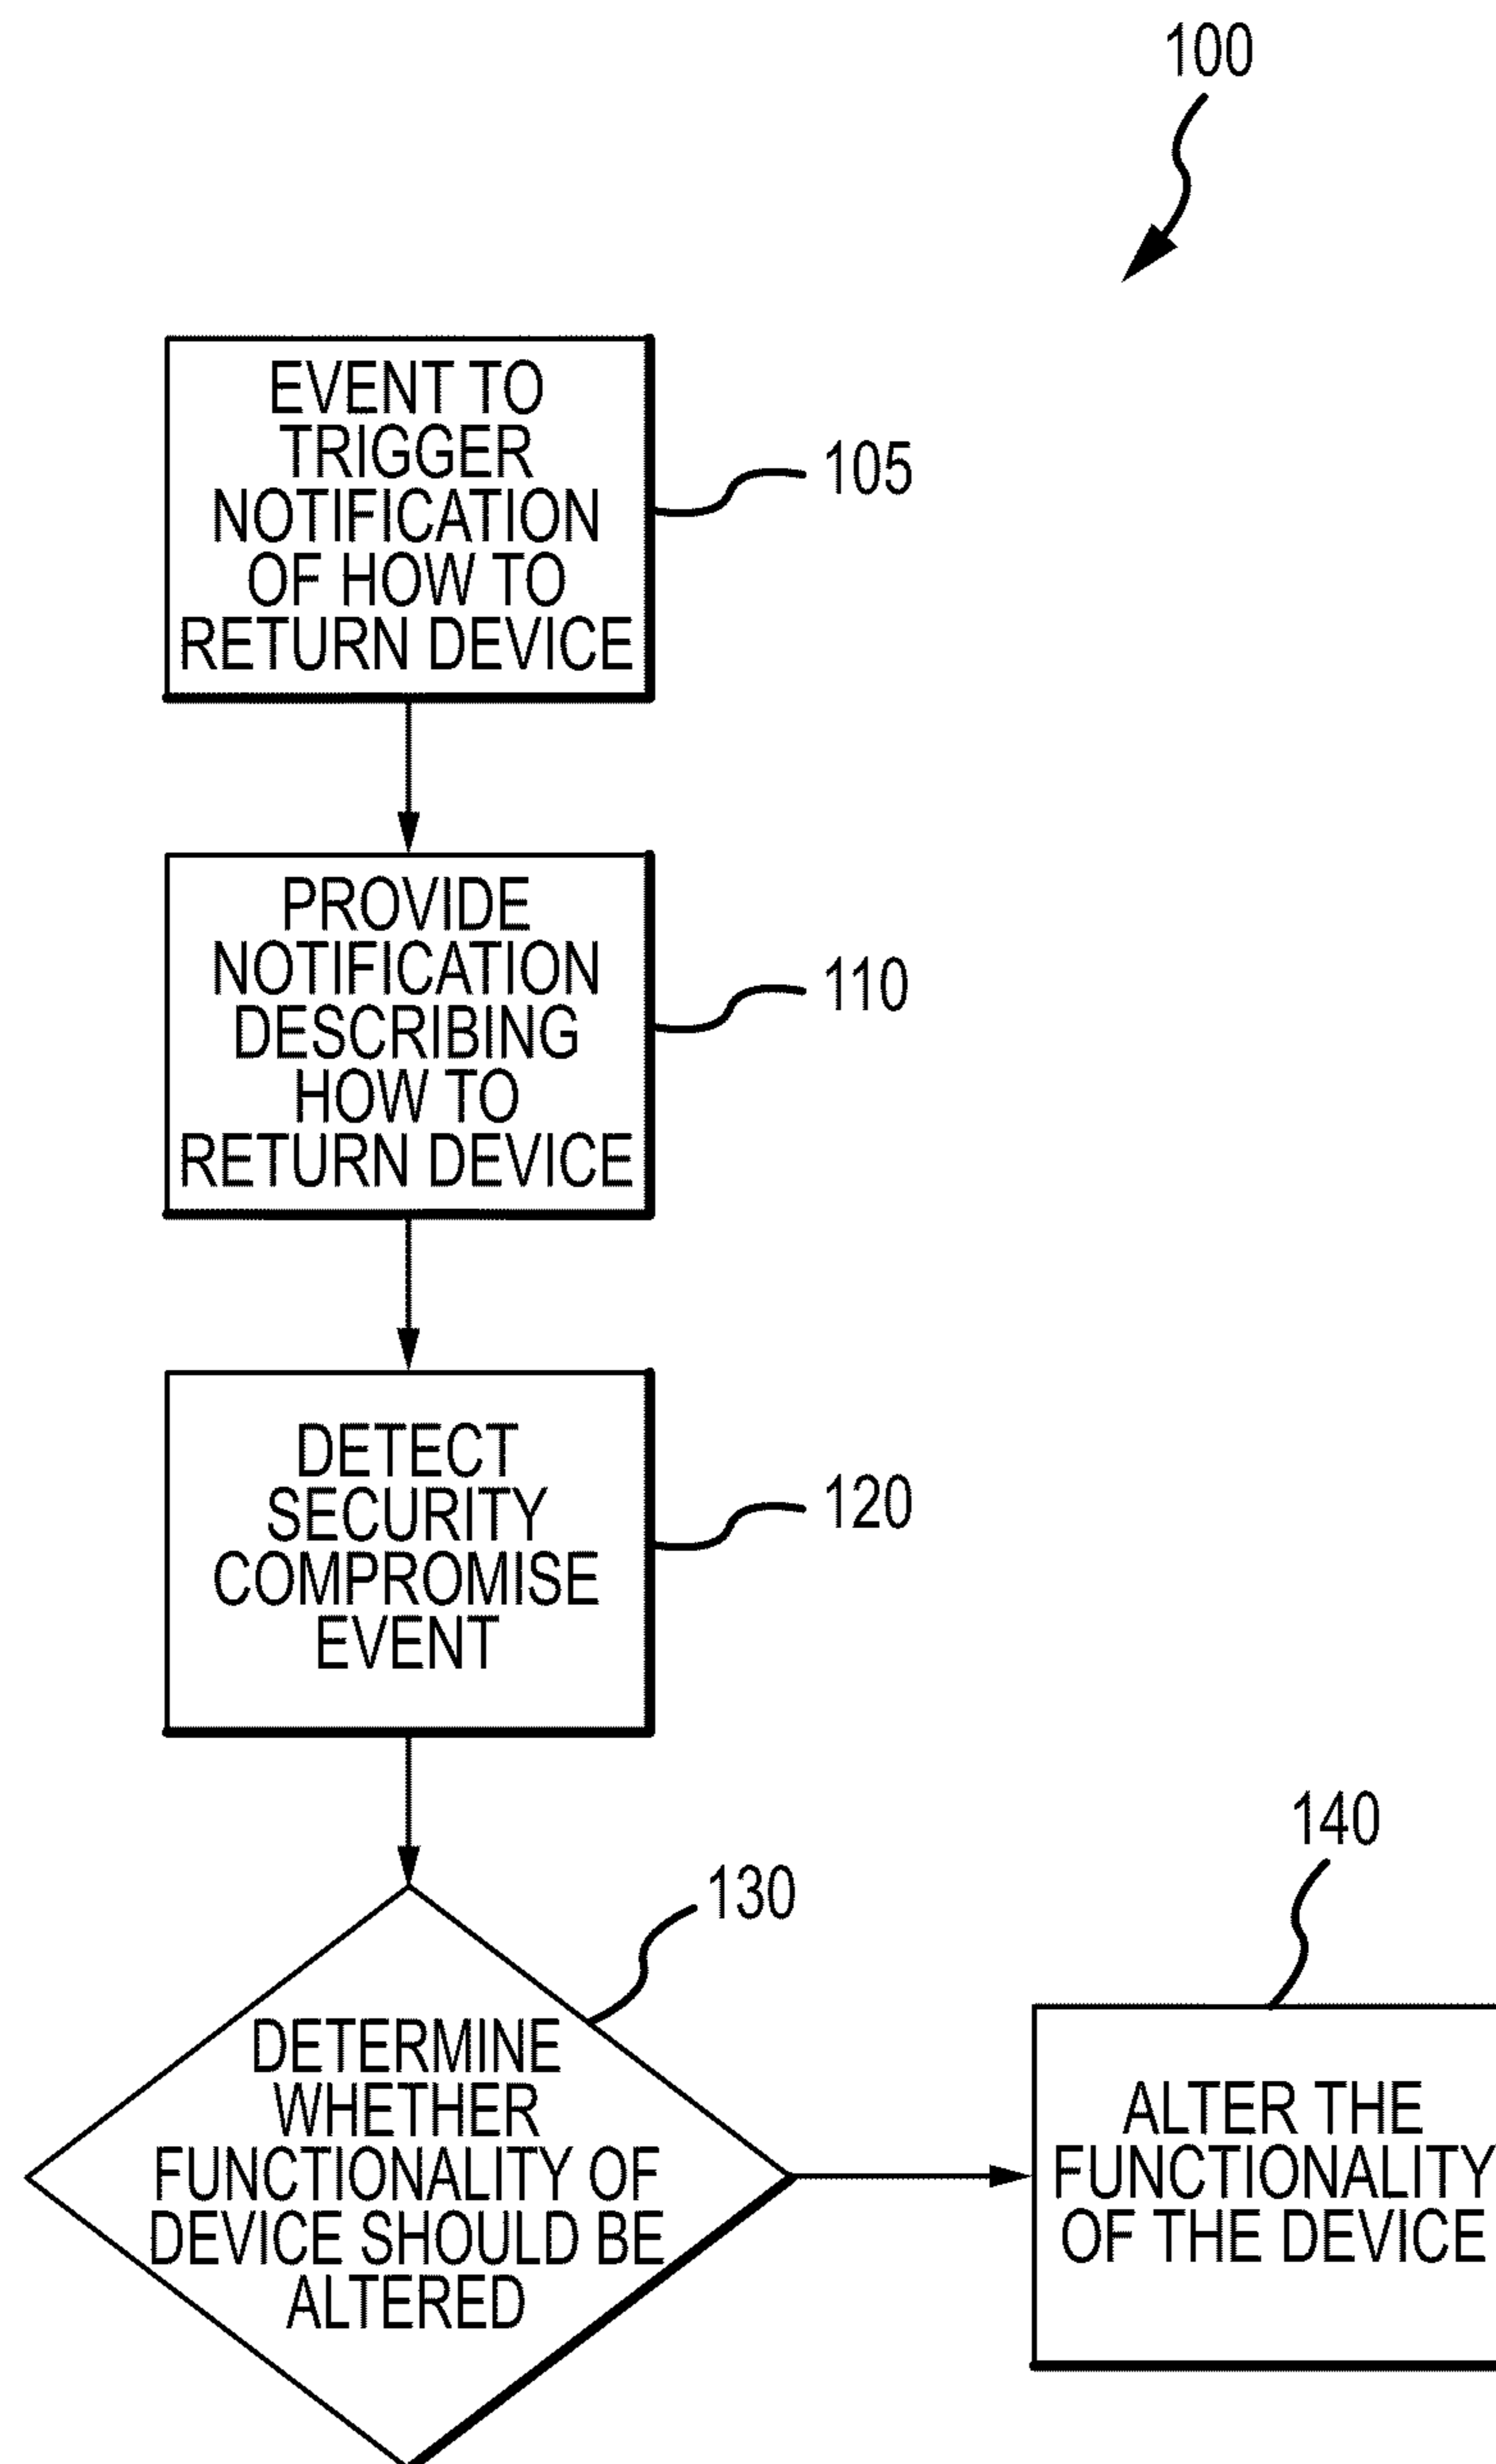 100
EVENT TO
TRIGGER
NOTIFICATION
OF HOW TO
RETURN DEVICE
105
PROVIDE
NOTIFICATION
DESCRIBING
HOW TO
RETURN DEVICE
110
DETECT
SECURITY
COMPROMISE
EVENT
120
130
DETERMINE
WHETHER
FUNCTIONALITY OF
DEVICE SHOULD BE
ALTERED
140
ALTER THE
FUNCTIONALITY
OF THE DEVICE